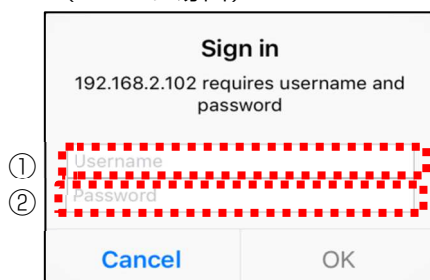 Sign in
192.168.2.102 requires username and
password
① Username
② Password
Cancel OK